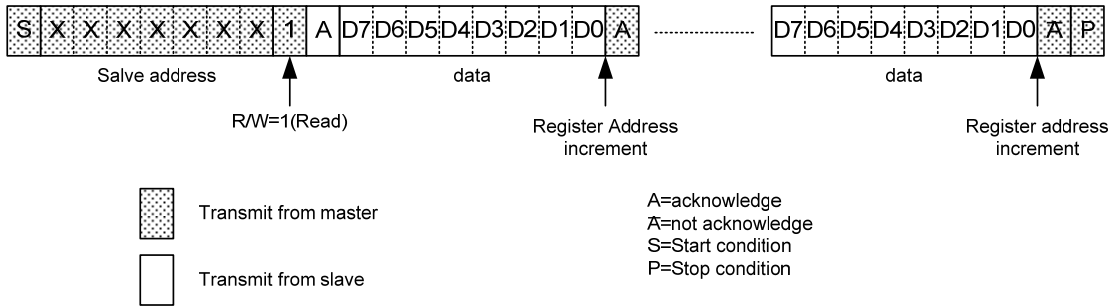 S X X X X X X X 1 A D7 D6 D5 D4 D3 D2 D1 D0 A D7 D6 D5 D4 D3 D2 D1 D0 A̅ P
Salve address data data
R/W=1(Read)
Register Address
increment
Register address
increment
Transmit from master
Transmit from slave
A=acknowledge
A̅=not acknowledge
S=Start condition
P=Stop condition